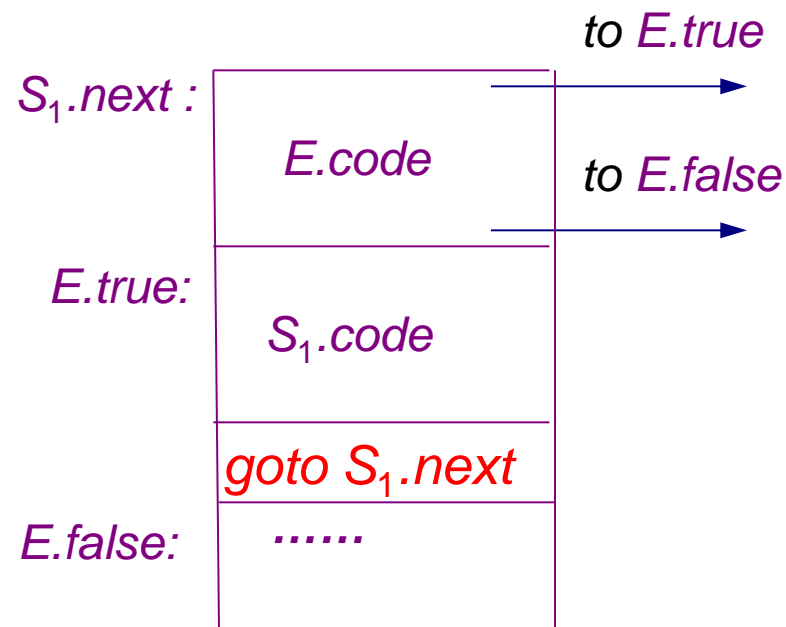 to E.true
S₁.next :
E.code
to E.false
E.true:
S₁.code
goto S₁.next
E.false:
......